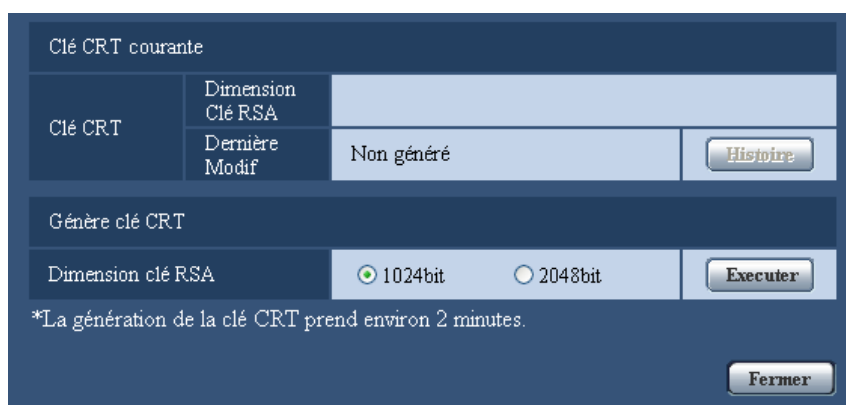 Clé CRT courante
Clé CRT
Dimension
Clé RSA
Dernière
Modif
Non généré
Histoire
Génère clé CRT
Dimension clé RSA
1024bit
2048bit
Executer
*La génération de la clé CRT prend environ 2 minutes.
Fermer